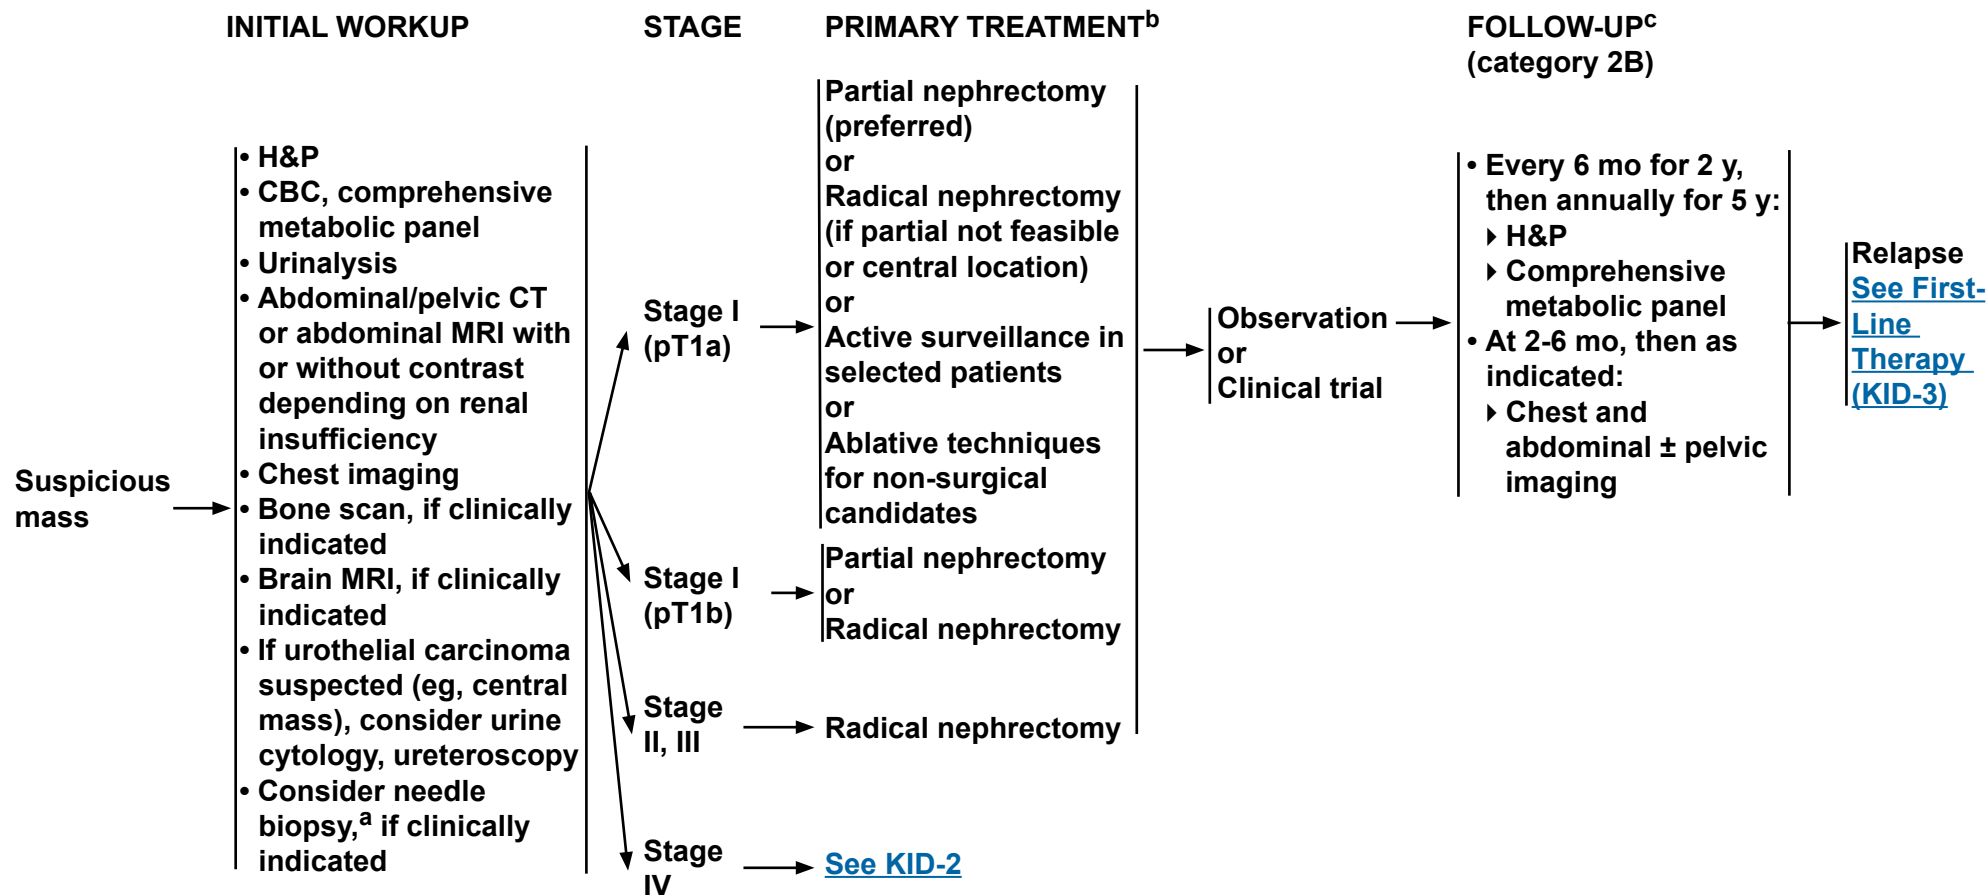 INITIAL WORKUP
STAGE
PRIMARY TREATMENTb
FOLLOW-UPc
(category 2B)
Suspicious
mass
• H&P
• CBC, comprehensive
metabolic panel
• Urinalysis
• Abdominal/pelvic CT
or abdominal MRI with
or without contrast
depending on renal
insufficiency
• Chest imaging
• Bone scan, if clinically
indicated
• Brain MRI, if clinically
indicated
• If urothelial carcinoma
suspected (eg, central
mass), consider urine
cytology, ureteroscopy
• Consider needle
biopsy,a if clinically
indicated
Stage I
(pT1a)
Partial nephrectomy
(preferred)
or
Radical nephrectomy
(if partial not feasible
or central location)
or
Active surveillance in
selected patients
or
Ablative techniques
for non-surgical
candidates
Stage I
(pT1b)
Partial nephrectomy
or
Radical nephrectomy
Stage
II, III
Radical nephrectomy
Stage
IV
See KID-2
Observation
or
Clinical trial
• Every 6 mo for 2 y,
then annually for 5 y:
H&P
Comprehensive
metabolic panel
• At 2-6 mo, then as
indicated:
Chest and
abdominal ± pelvic
imaging
Relapse
See First-
Line
Therapy
(KID-3)